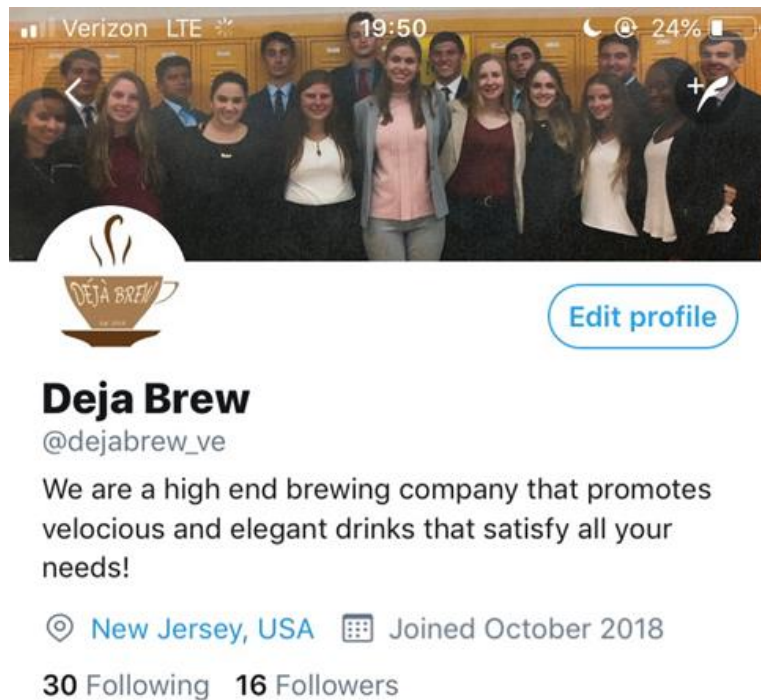 Verizon LTE 19:50 24%
DÉJÀ BREW
Edit profile
Deja Brew
@dejabrew_ve
We are a high end brewing company that promotes
velocious and elegant drinks that satisfy all your
needs!
New Jersey, USA Joined October 2018
30 Following 16 Followers